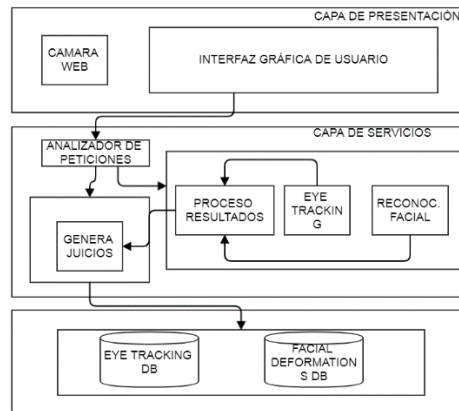 CAPA DE PRESENTACIÓN
CAMARA
WEB
INTERFAZ GRÁFICA DE USUARIO
CAPA DE SERVICIOS
ANALIZADOR DE
PETICIONES
PROCESO
RESULTADOS
EYE
TRACKIN
G
RECONOC.
FACIAL
GENERA
JUICIOS
EYE TRACKING
DB
FACIAL
DEFORMATION
S DB